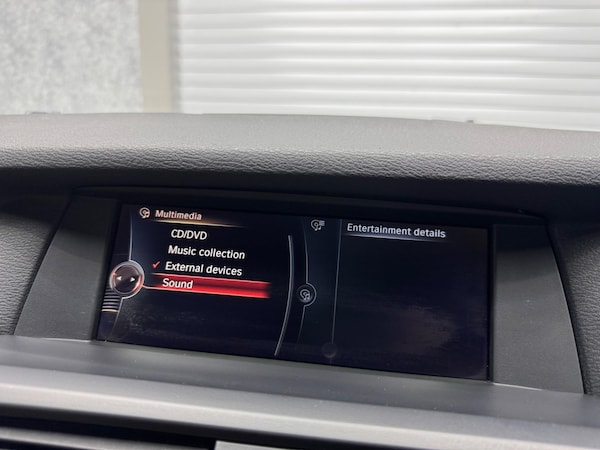 Multimedia
CD/DVD
Music collection
External devices
Sound
Entertainment details